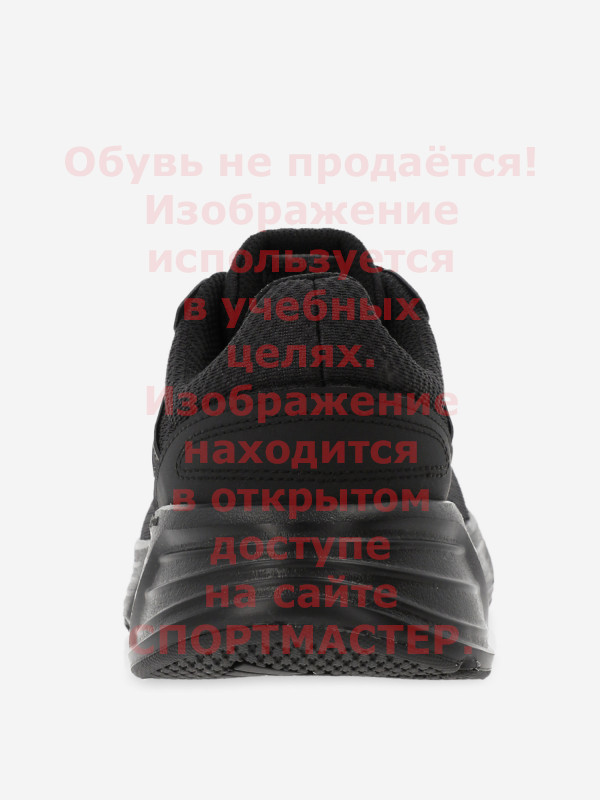 Обувь не продаётся!
Изображение
используется
в учебных
целях.
Изображение
находится
в открытом
доступе
на сайте
СПОРТМАСТЕР.